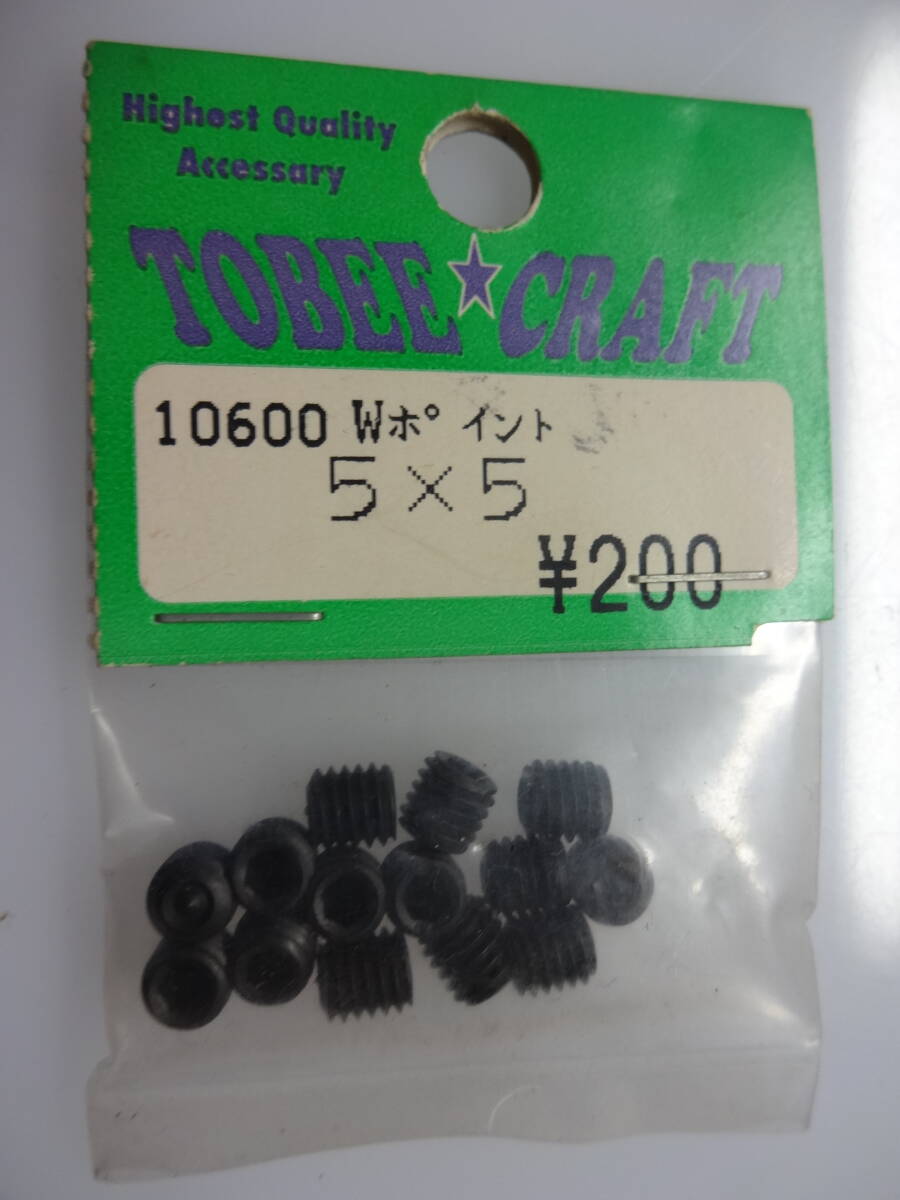 Highest Quality
Accessary
TOBEE★CRAFT
10600 Wポイント
5×5
¥200